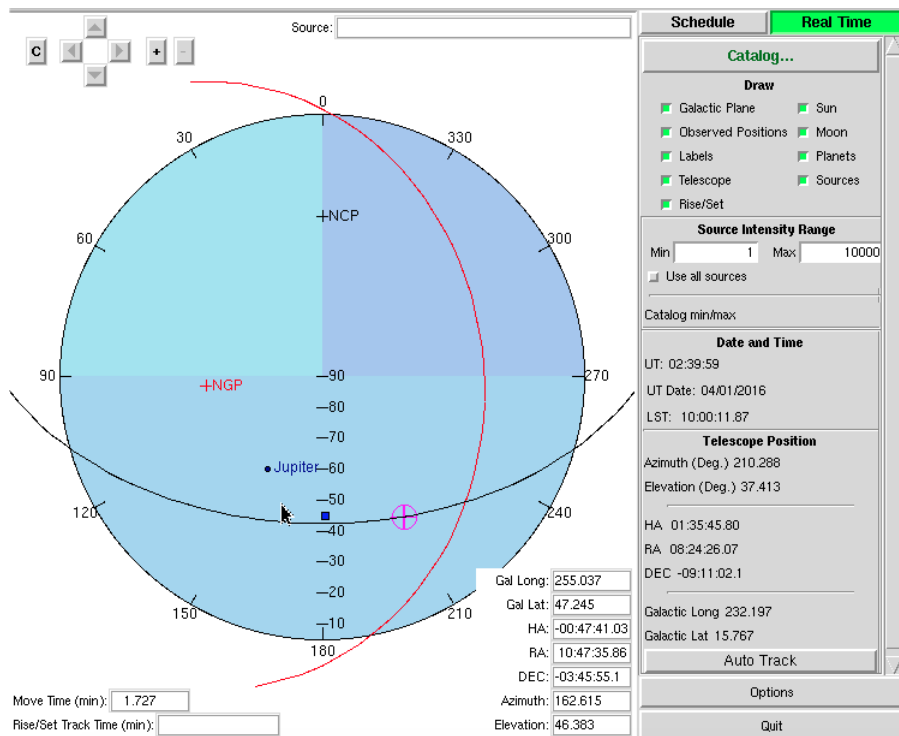 Source:
Schedule Real Time
C + -
Catalog...
Draw
Galactic Plane Sun
Observed Positions Moon
Labels Planets
Telescope Sources
Rise/Set
0
30 330
60 300
90 270
120 240
150 210
180
NCP
NGP
Jupiter
90
80
70
60
50
40
30
20
10
Source Intensity Range
Min 1 Max 10000
Use all sources
Catalog min/max
Date and Time
UT: 02:39:59
UT Date: 04/01/2016
LST: 10:00:11.87
Telescope Position
Azimuth (Deg.) 210.288
Elevation (Deg.) 37.413
HA 01:35:45.80
RA 08:24:26.07
DEC -09:11:02.1
Galactic Long 232.197
Galactic Lat 15.767
Auto Track
Options
Quit
Gal Long: 255.037
Gal Lat: 47.245
HA: -00:47:41.03
RA: 10:47:35.86
DEC: -03:45:55.1
Azimuth: 162.615
Elevation: 46.383
Move Time (min): 1.727
Rise/Set Track Time (min):